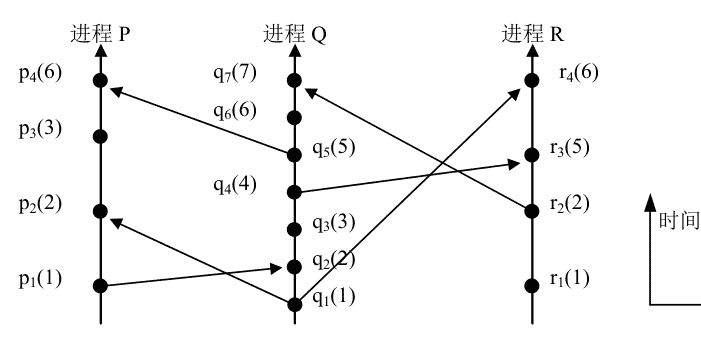 进程 P 进程 Q 进程 R
p₄(6) q₇(7) r₄(6)
q₆(6)
p₃(3)
q₅(5) r₃(5)
q₄(4)
p₂(2) r₂(2)
q₃(3) 时间
q₂(2)
p₁(1) r₁(1)
q₁(1)